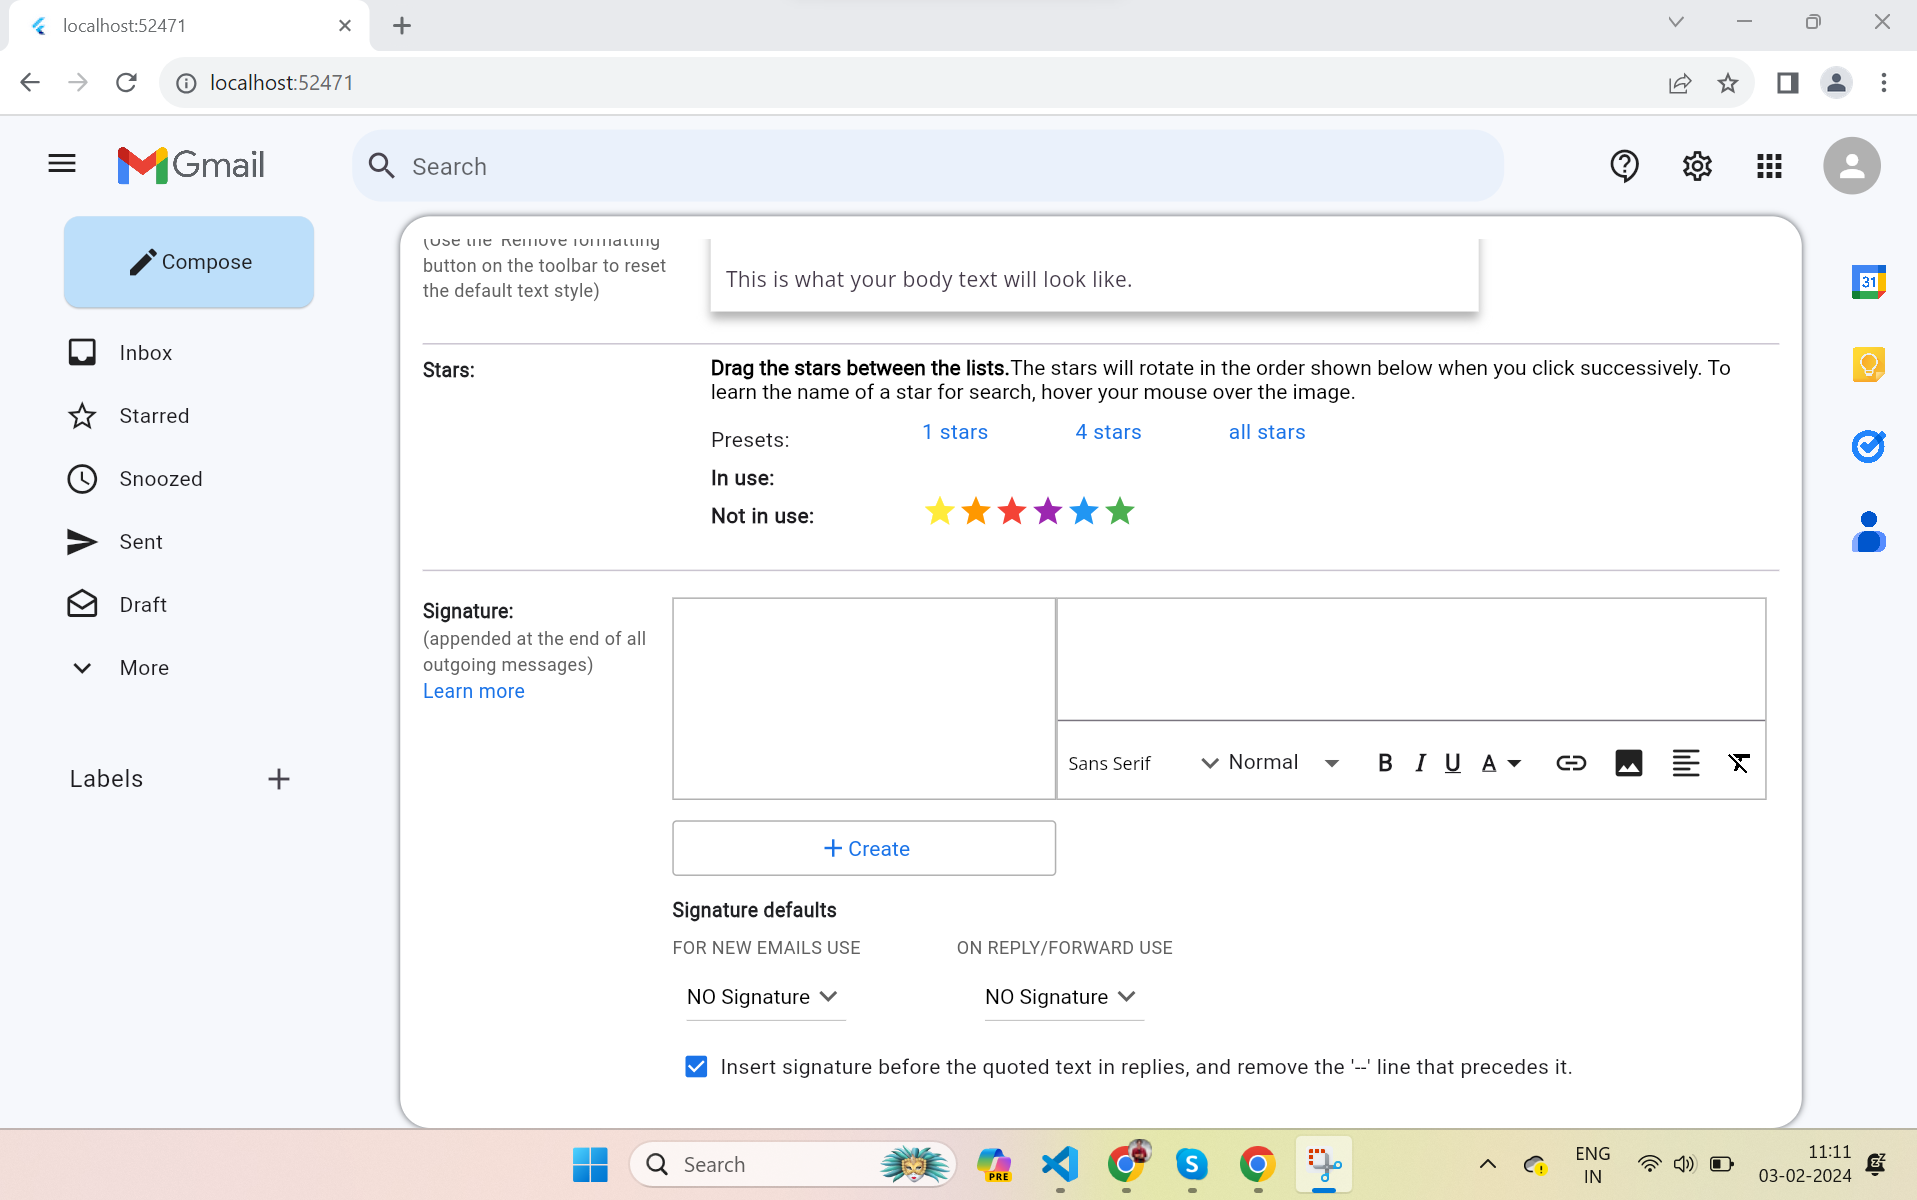 localhost:52471
localhost:52471
Gmail
Search
Compose
Inbox
Starred
Snoozed
Sent
Draft
More
Labels
(Use the 'Remove formatting
button on the toolbar to reset
the default text style)
This is what your body text will look like.
Stars:
Drag the stars between the lists.The stars will rotate in the order shown below when you click successively. To
learn the name of a star for search, hover your mouse over the image.
Presets:
1 stars
4 stars
all stars
In use:
Not in use:
Signature:
(appended at the end of all
outgoing messages)
Learn more
Sans Serif
Normal
B I U A
+ Create
Signature defaults
FOR NEW EMAILS USE
ON REPLY/FORWARD USE
NO Signature
NO Signature
Insert signature before the quoted text in replies, and remove the '--' line that precedes it.
31
Search
PRE
S
ENG
IN
11:11
03-02-2024